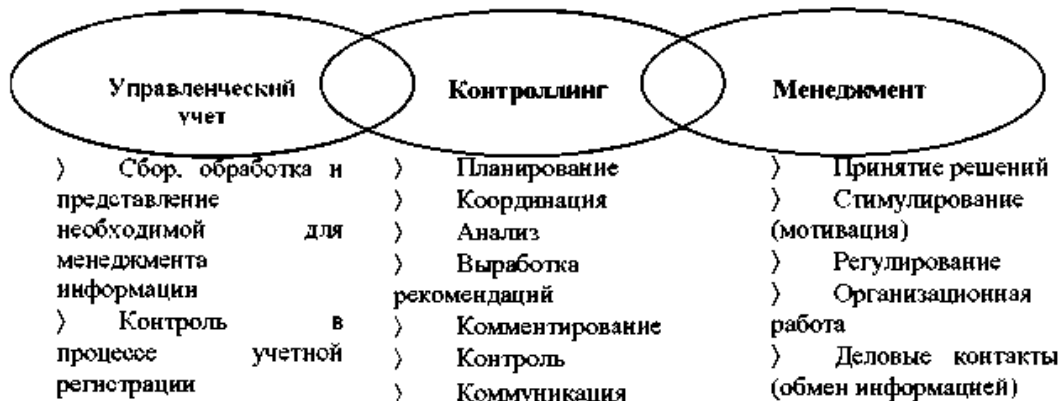 Управленческий
учет
Контроллинг
Менеджмент
〉 Сбор, обработка и
представление
необходимой для
менеджмента
информации
〉 Контроль в
процессе учетной
регистрации
〉 Планирование
〉 Координация
〉 Анализ
〉 Выработка
рекомендаций
〉 Комментирование
〉 Контроль
〉 Коммуникация
〉 Принятие решений
〉 Стимулирование
(мотивация)
〉 Регулирование
〉 Организационная
работа
〉 Деловые контакты
(обмен информацией)